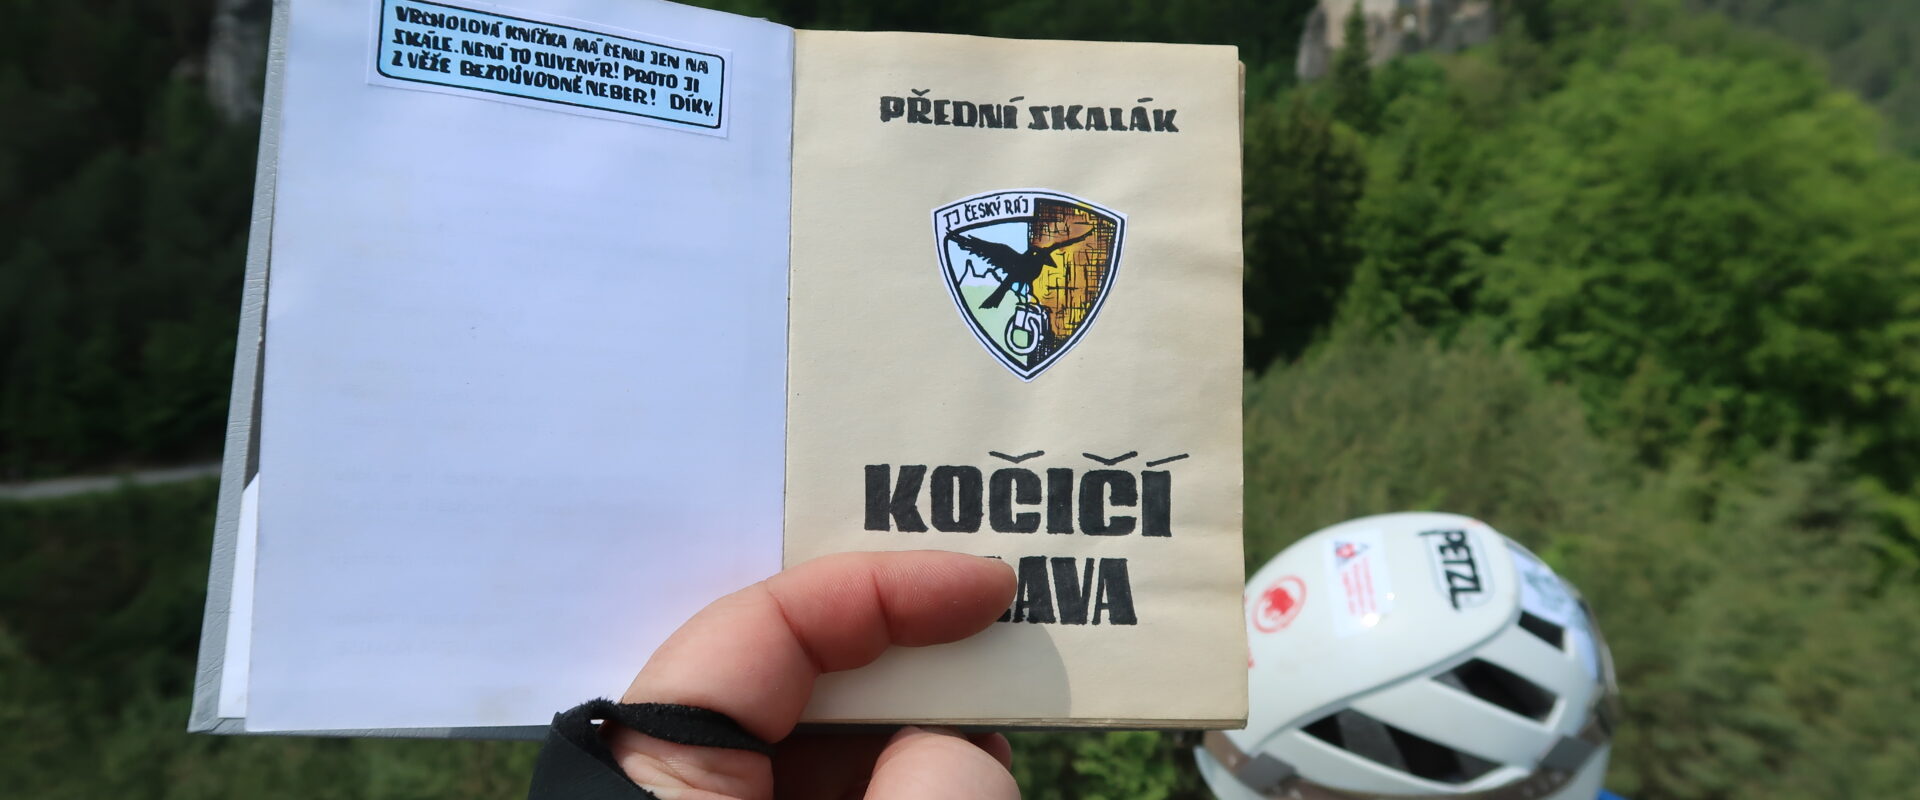 VRCHOLOVÁ KNÍŽKA MÁ CENU JEN NA
SKÁLE. NENÍ TO SUVENÝR! PROTO JI
Z VĚŽE BEZDŮVODNĚ NEBER! DÍKY.
PŘEDNÍ SKALÁK
TJ ČESKÝ RÁJ
KOČIČÍ
LAVA
PETZL